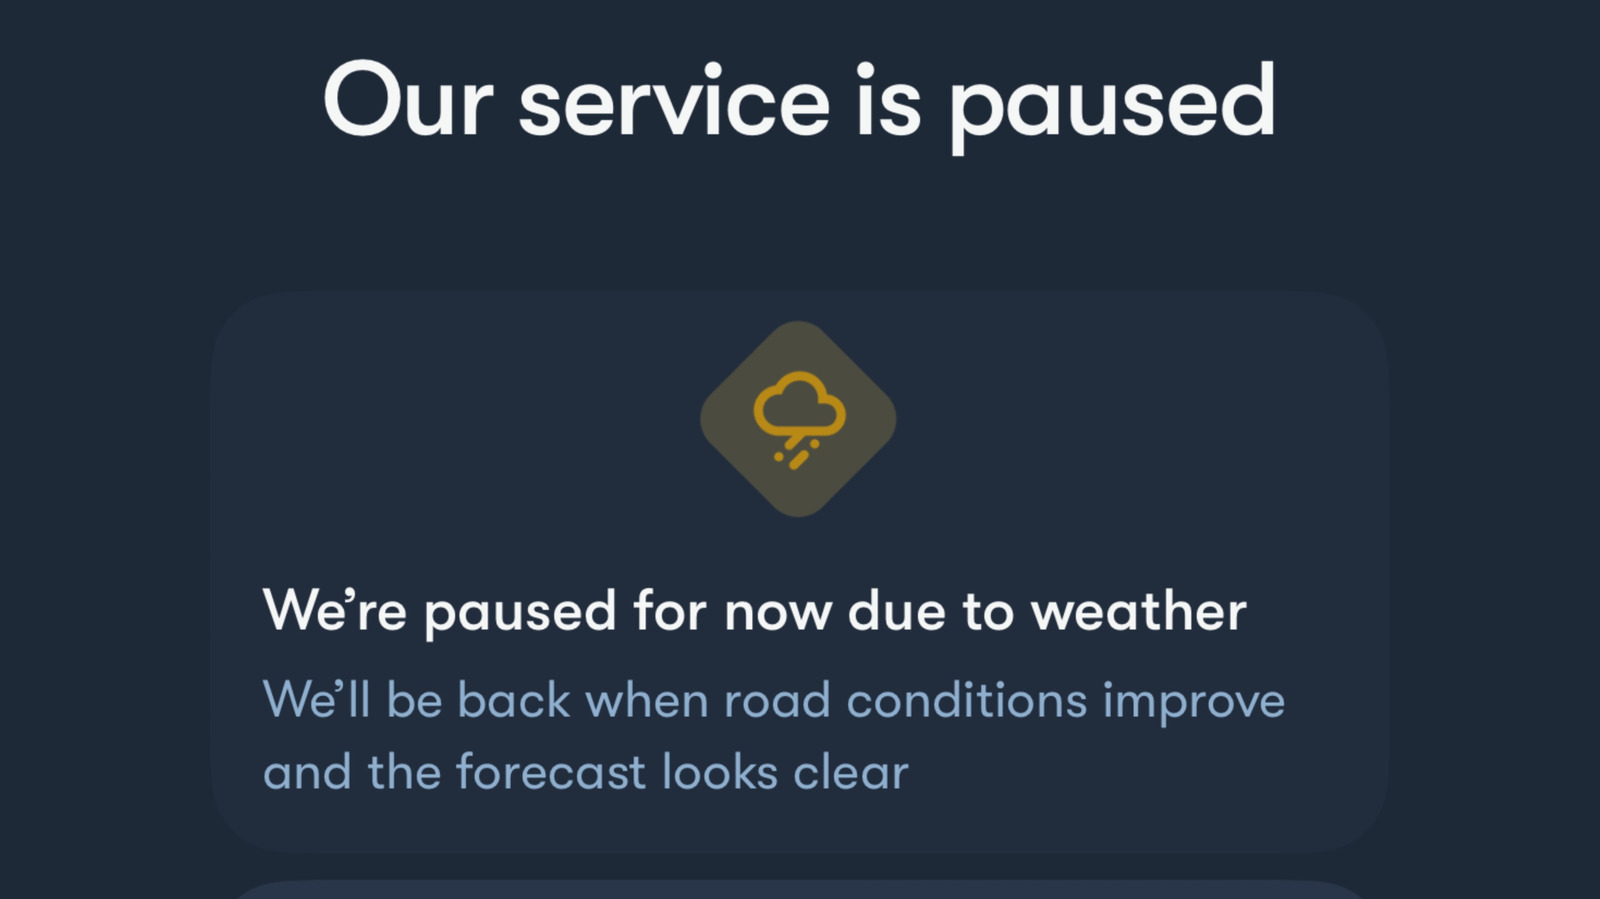 Our service is paused
We’re paused for now due to weather
We’ll be back when road conditions improve
and the forecast looks clear